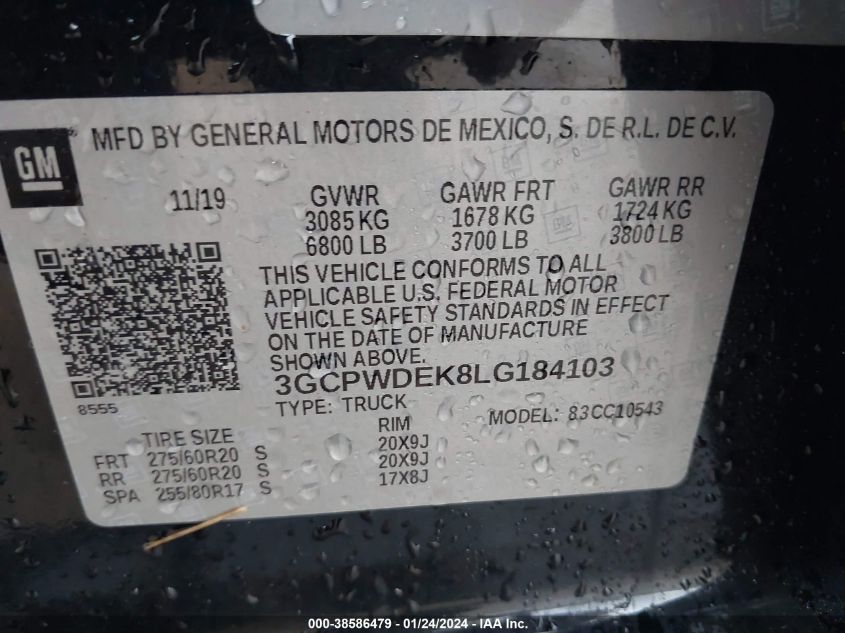 GM
MFD BY GENERAL MOTORS DE MEXICO, S. DE R.L. DE C.V.
11/19 GVWR GAWR FRT GAWR RR
3085 KG 1678 KG 1724 KG
6800 LB 3700 LB 3800 LB
THIS VEHICLE CONFORMS TO ALL
APPLICABLE U.S. FEDERAL MOTOR
VEHICLE SAFETY STANDARDS IN EFFECT
ON THE DATE OF MANUFACTURE
SHOWN ABOVE.
3GCPWDEK8LG184103
8555 TYPE: TRUCK MODEL: 83CC10543
TIRE SIZE RIM
FRT 275/60R20 S 20X9J
RR 275/60R20 S 20X9J
SPA 255/80R17 S 17X8J
000-38586479 — 01/24/2024 — IAA, Inc.